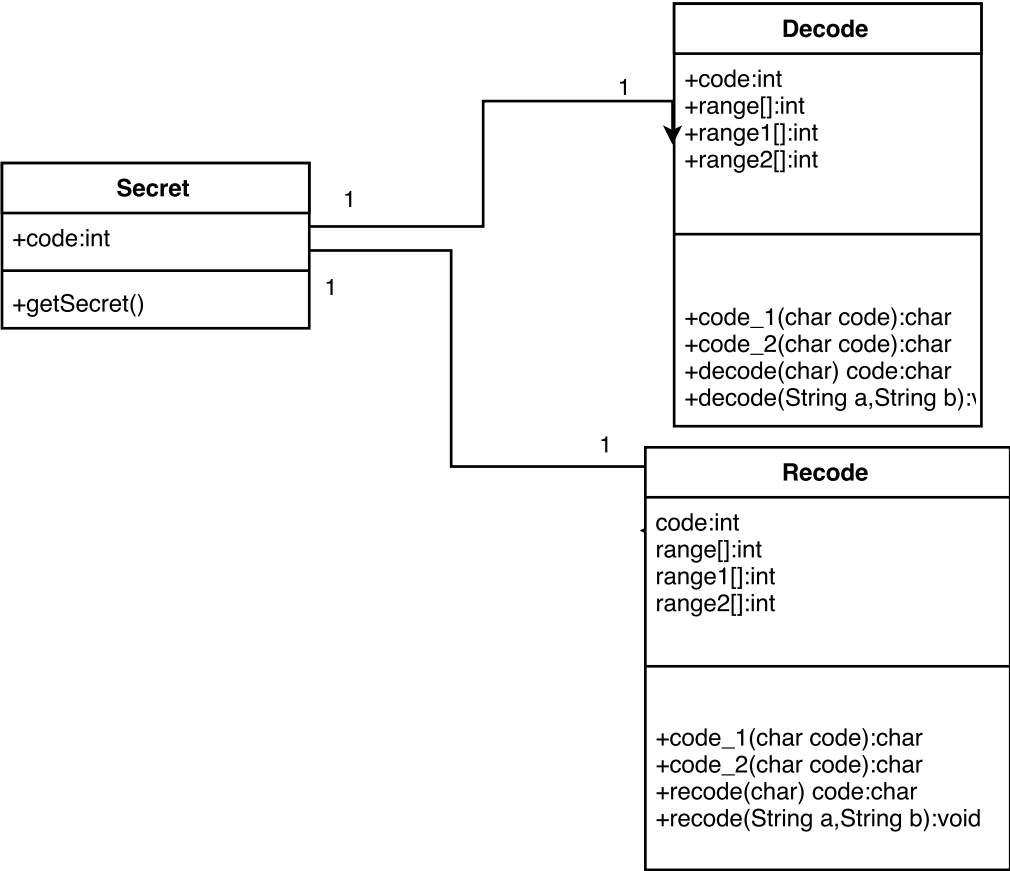 Decode
+code:int
+range[]:int
+range1[]:int
+range2[]:int
+code_1(char code):char
+code_2(char code):char
+decode(char) code:char
+decode(String a,String b):
1
Secret
+code:int
+getSecret()
1
1
1
Recode
code:int
range[]:int
range1[]:int
range2[]:int
+code_1(char code):char
+code_2(char code):char
+recode(char) code:char
+recode(String a,String b):void